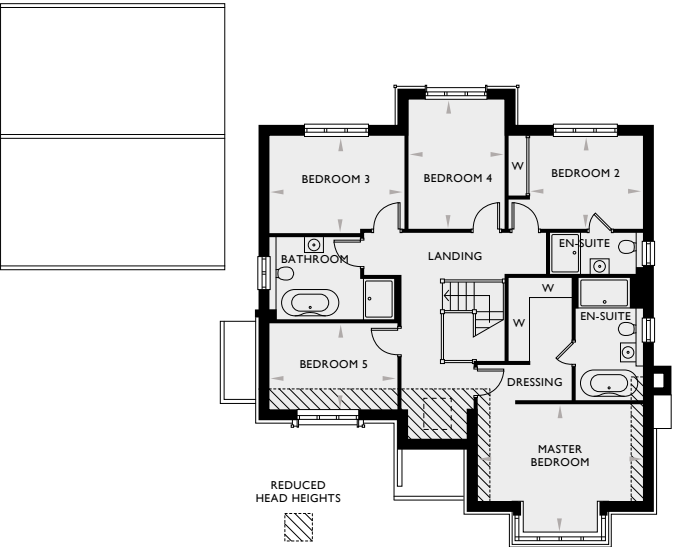 W
BEDROOM 2
BEDROOM 3
BEDROOM 4
EN-SUITE
BATHROOM
LANDING
W
EN-SUITE
W
BEDROOM 5
DRESSING
MASTER
BEDROOM
REDUCED
HEAD HEIGHTS